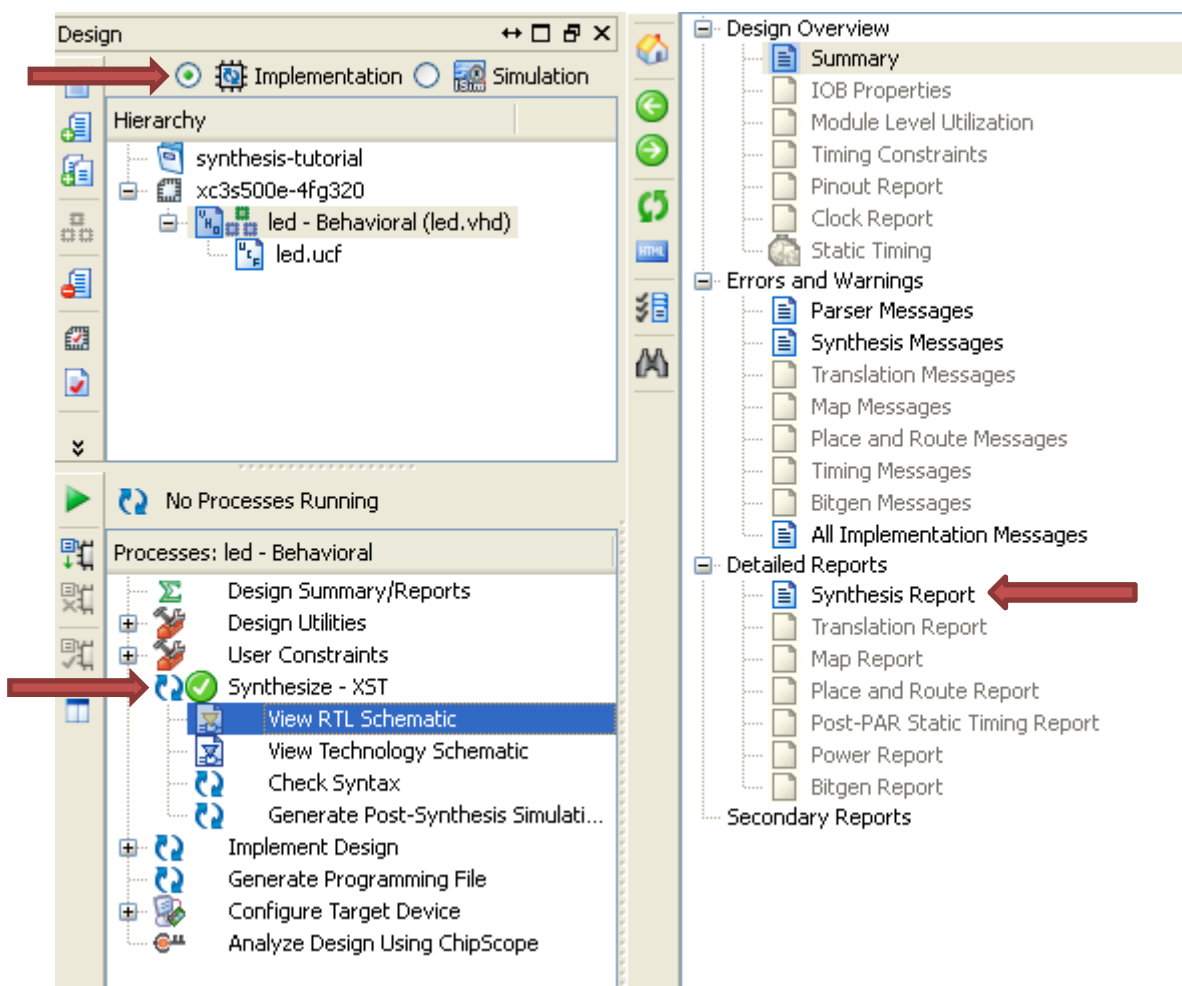 Design
Implementation
Simulation
Hierarchy
synthesis-tutorial
xc3s500e-4fg320
led - Behavioral (led.vhd)
led.ucf
No Processes Running
Processes: led - Behavioral
Design Summary/Reports
Design Utilities
User Constraints
Synthesize - XST
View RTL Schematic
View Technology Schematic
Check Syntax
Generate Post-Synthesis Simulati...
Implement Design
Generate Programming File
Configure Target Device
Analyze Design Using ChipScope
HTML
Design Overview
Summary
IOB Properties
Module Level Utilization
Timing Constraints
Pinout Report
Clock Report
Static Timing
Errors and Warnings
Parser Messages
Synthesis Messages
Translation Messages
Map Messages
Place and Route Messages
Timing Messages
Bitgen Messages
All Implementation Messages
Detailed Reports
Synthesis Report
Translation Report
Map Report
Place and Route Report
Post-PAR Static Timing Report
Power Report
Bitgen Report
Secondary Reports